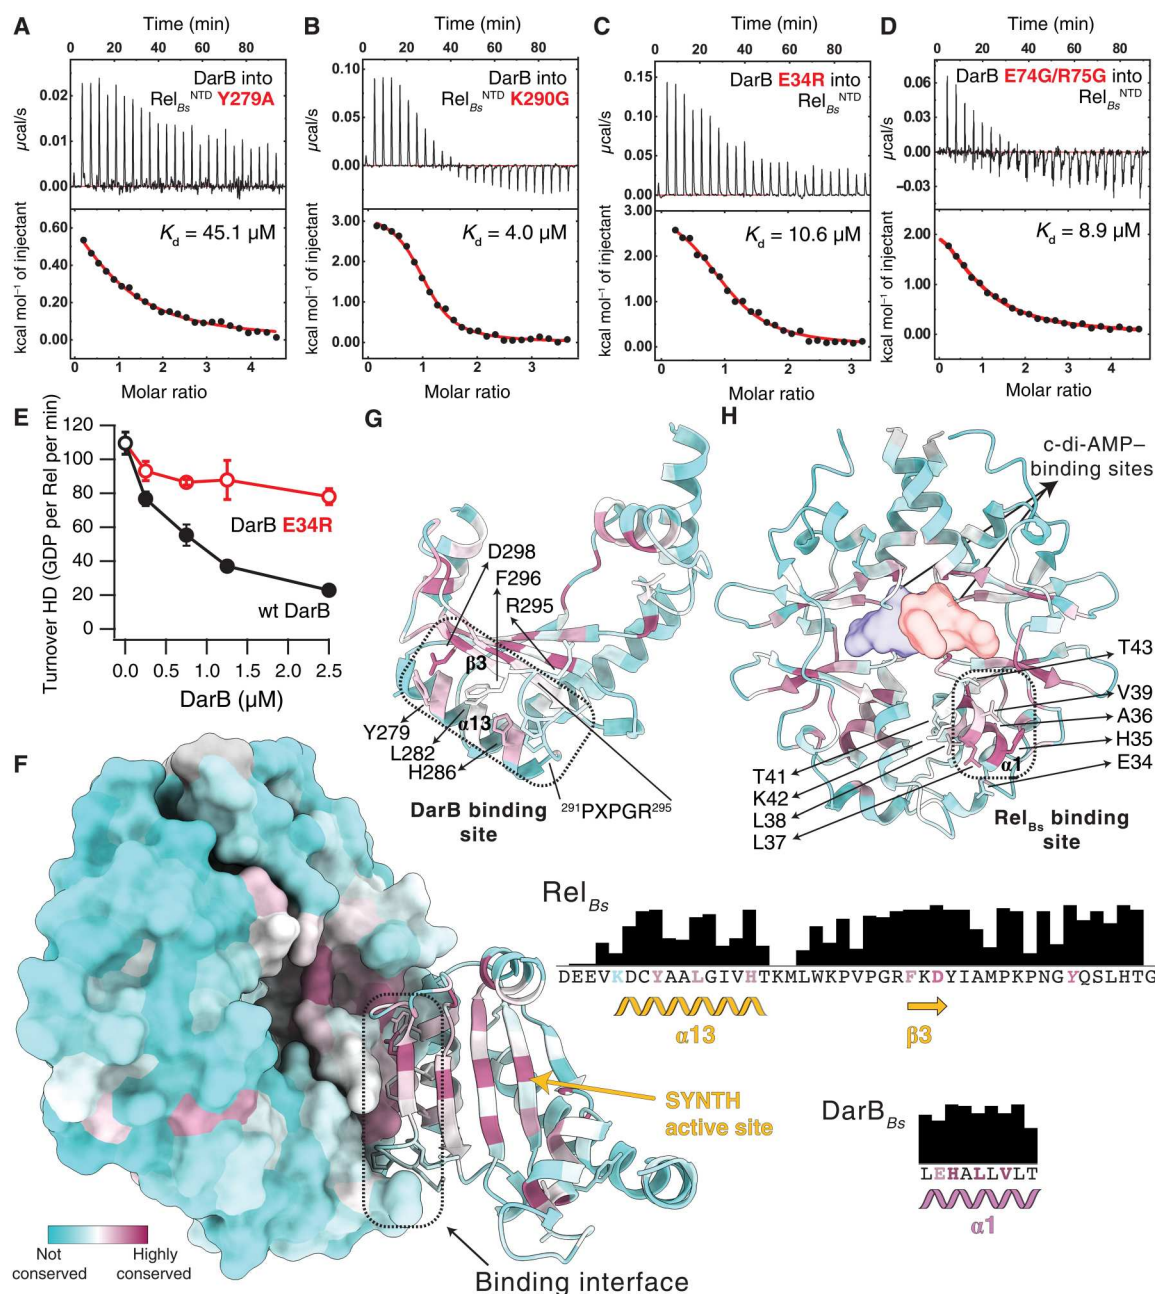 A
Time (min)
0 20 40 60 80
DarB into
Rel_Bs^NTD Y279A
μcal/s
0.02
0.01
0.00
kcal mol⁻¹ of injectant
0.60
0.40
0.20
0.00
K_d = 45.1 μM
0 1 2 3 4
Molar ratio
B
Time (min)
0 20 40 60 80
DarB into
Rel_Bs^NTD K290G
μcal/s
0.10
0.05
0.00
kcal mol⁻¹ of injectant
3.00
2.00
1.00
0.00
K_d = 4.0 μM
0 1 2 3
Molar ratio
C
Time (min)
0 20 40 60 80
DarB E34R into
Rel_Bs^NTD
μcal/s
0.15
0.10
0.05
0.00
kcal mol⁻¹ of injectant
3.00
2.00
1.00
0.00
K_d = 10.6 μM
0 1 2 3
Molar ratio
D
Time (min)
0 20 40 60 80
DarB E74G/R75G
into Rel_Bs^NTD
μcal/s
0.06
0.03
0.00
−0.03
kcal mol⁻¹ of injectant
2.00
1.00
0.00
K_d = 8.9 μM
0 1 2 3 4
Molar ratio
E
Turnover HD (GDP per Rel per min)
120
100
80
60
40
20
0
DarB E34R
wt DarB
0.0 0.5 1.0 1.5 2.0 2.5
DarB (μM)
G
D298
F296
R295
β3
α13
Y279
L282
H286
²⁹¹PXPGR²⁹⁵
DarB binding
site
H
c-di-AMP–
binding sites
T43
V39
A36
H35
E34
α1
T41
K42
L38
L37
Rel_Bs binding
site
F
SYNTH
active site
Binding interface
Not
conserved
Highly
conserved
Rel_Bs
DEEVKDCYAALGIVHTKMLWKPVPGRFKDYIAMPKPNGYQSLHTG
α13
β3
DarB_Bs
LEHALLVLT
α1